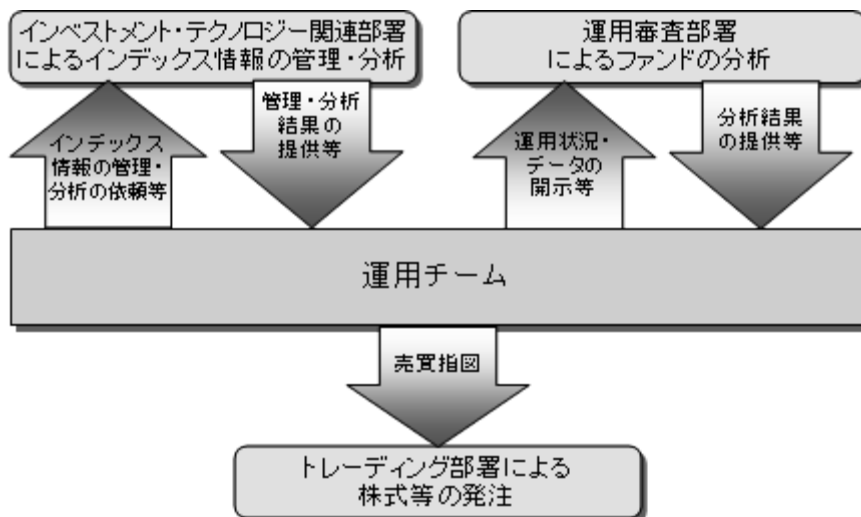 インベストメント・テクノロジー関連部署
によるインデックス情報の管理・分析
運用審査部署
によるファンドの分析
インデックス
情報の管理・
分析の依頼等
管理・分析
結果の
提供等
運用状況・
データの
開示等
分析結果
の提供等
運用チーム
売買指図
トレーディング部署による
株式等の発注